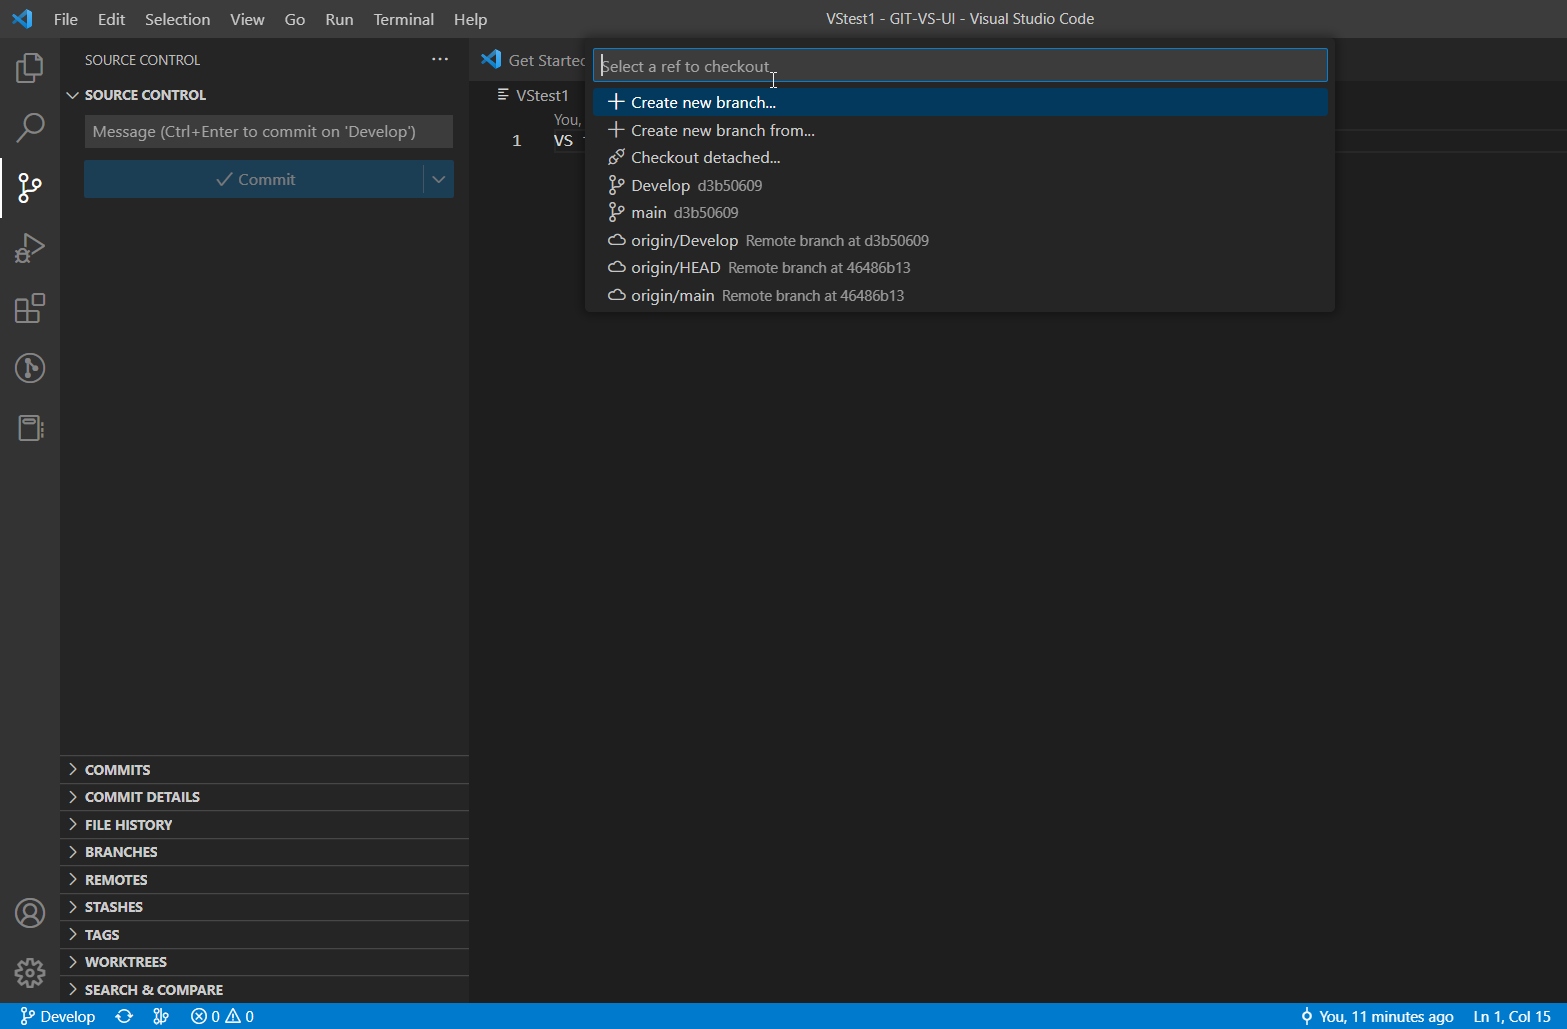 File Edit Selection View Go Run Terminal Help
VStest1 - GIT-VS-UI - Visual Studio Code
SOURCE CONTROL
SOURCE CONTROL
Message (Ctrl+Enter to commit on 'Develop')
Commit
COMMITS
COMMIT DETAILS
FILE HISTORY
BRANCHES
REMOTES
STASHES
TAGS
WORKTREES
SEARCH & COMPARE
Get Started
VStest1
You,
1 VS
Select a ref to checkout
Create new branch...
Create new branch from...
Checkout detached...
Develop d3b50609
main d3b50609
origin/Develop Remote branch at d3b50609
origin/HEAD Remote branch at 46486b13
origin/main Remote branch at 46486b13
Develop 0 0 You, 11 minutes ago Ln 1, Col 15